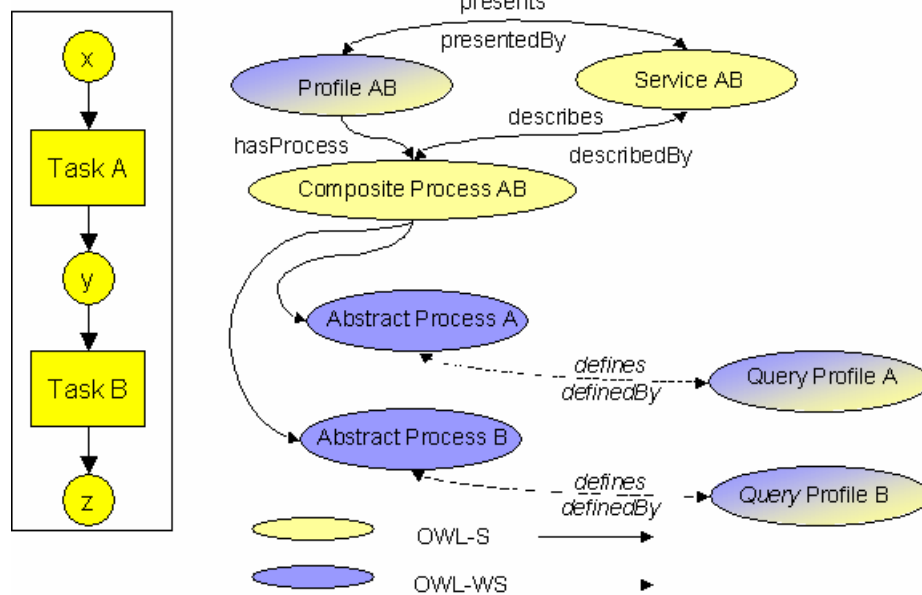 presents
presentedBy
Profile AB
Service AB
hasProcess
describes
describedBy
Composite Process AB
x
Task A
y
Task B
z
Abstract Process A
defines
definedBy
Query Profile A
Abstract Process B
defines
definedBy
Query Profile B
OWL-S
OWL-WS